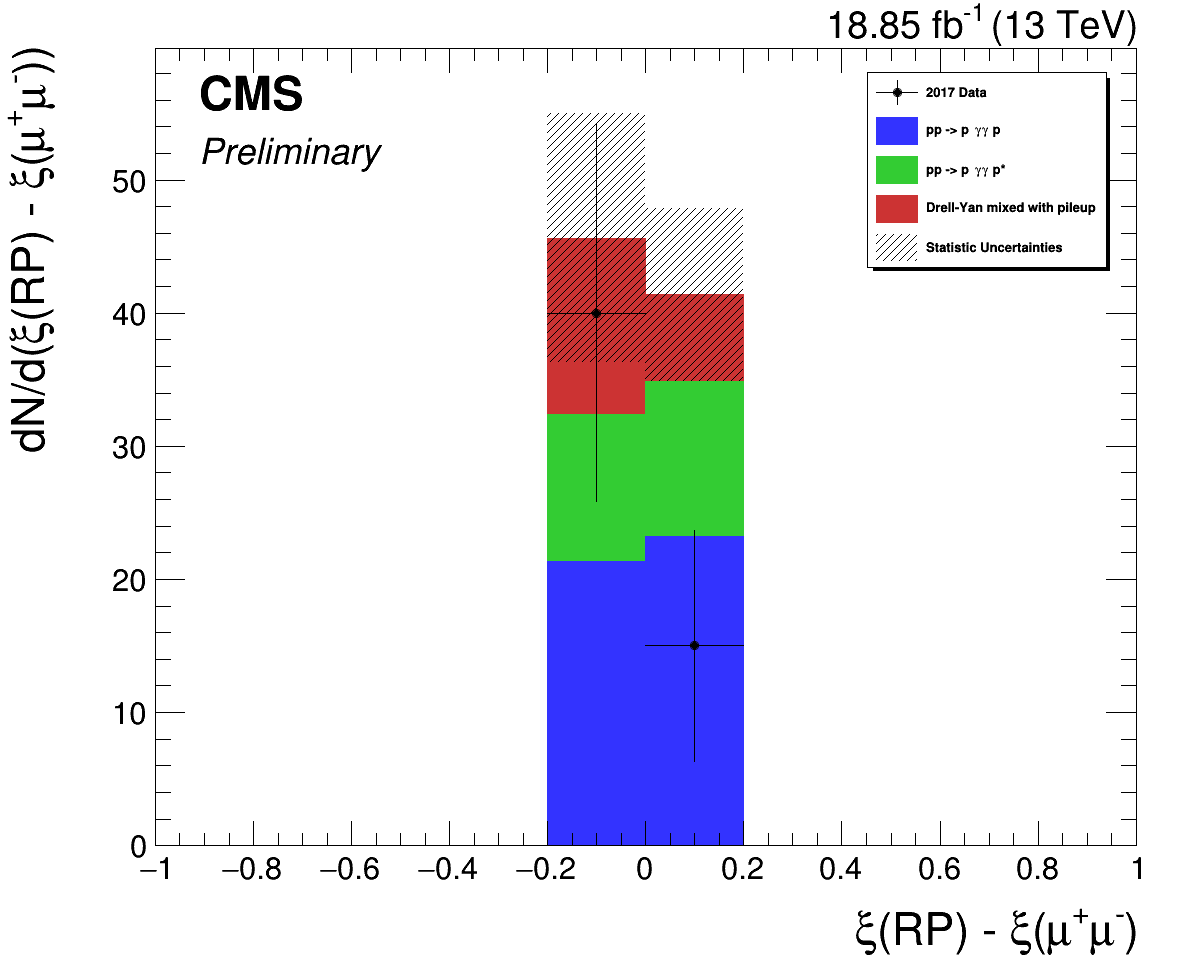 18.85 fb⁻¹ (13 TeV)
CMS
Preliminary
2017 Data
pp -> p γγ p
pp -> p γγ p*
Drell-Yan mixed with pileup
Statistic Uncertainties
dN/d(ξ(RP) - ξ(μ⁺μ⁻))
50
40
30
20
10
0
−1 −0.8 −0.6 −0.4 −0.2 0 0.2 0.4 0.6 0.8 1
ξ(RP) - ξ(μ⁺μ⁻)